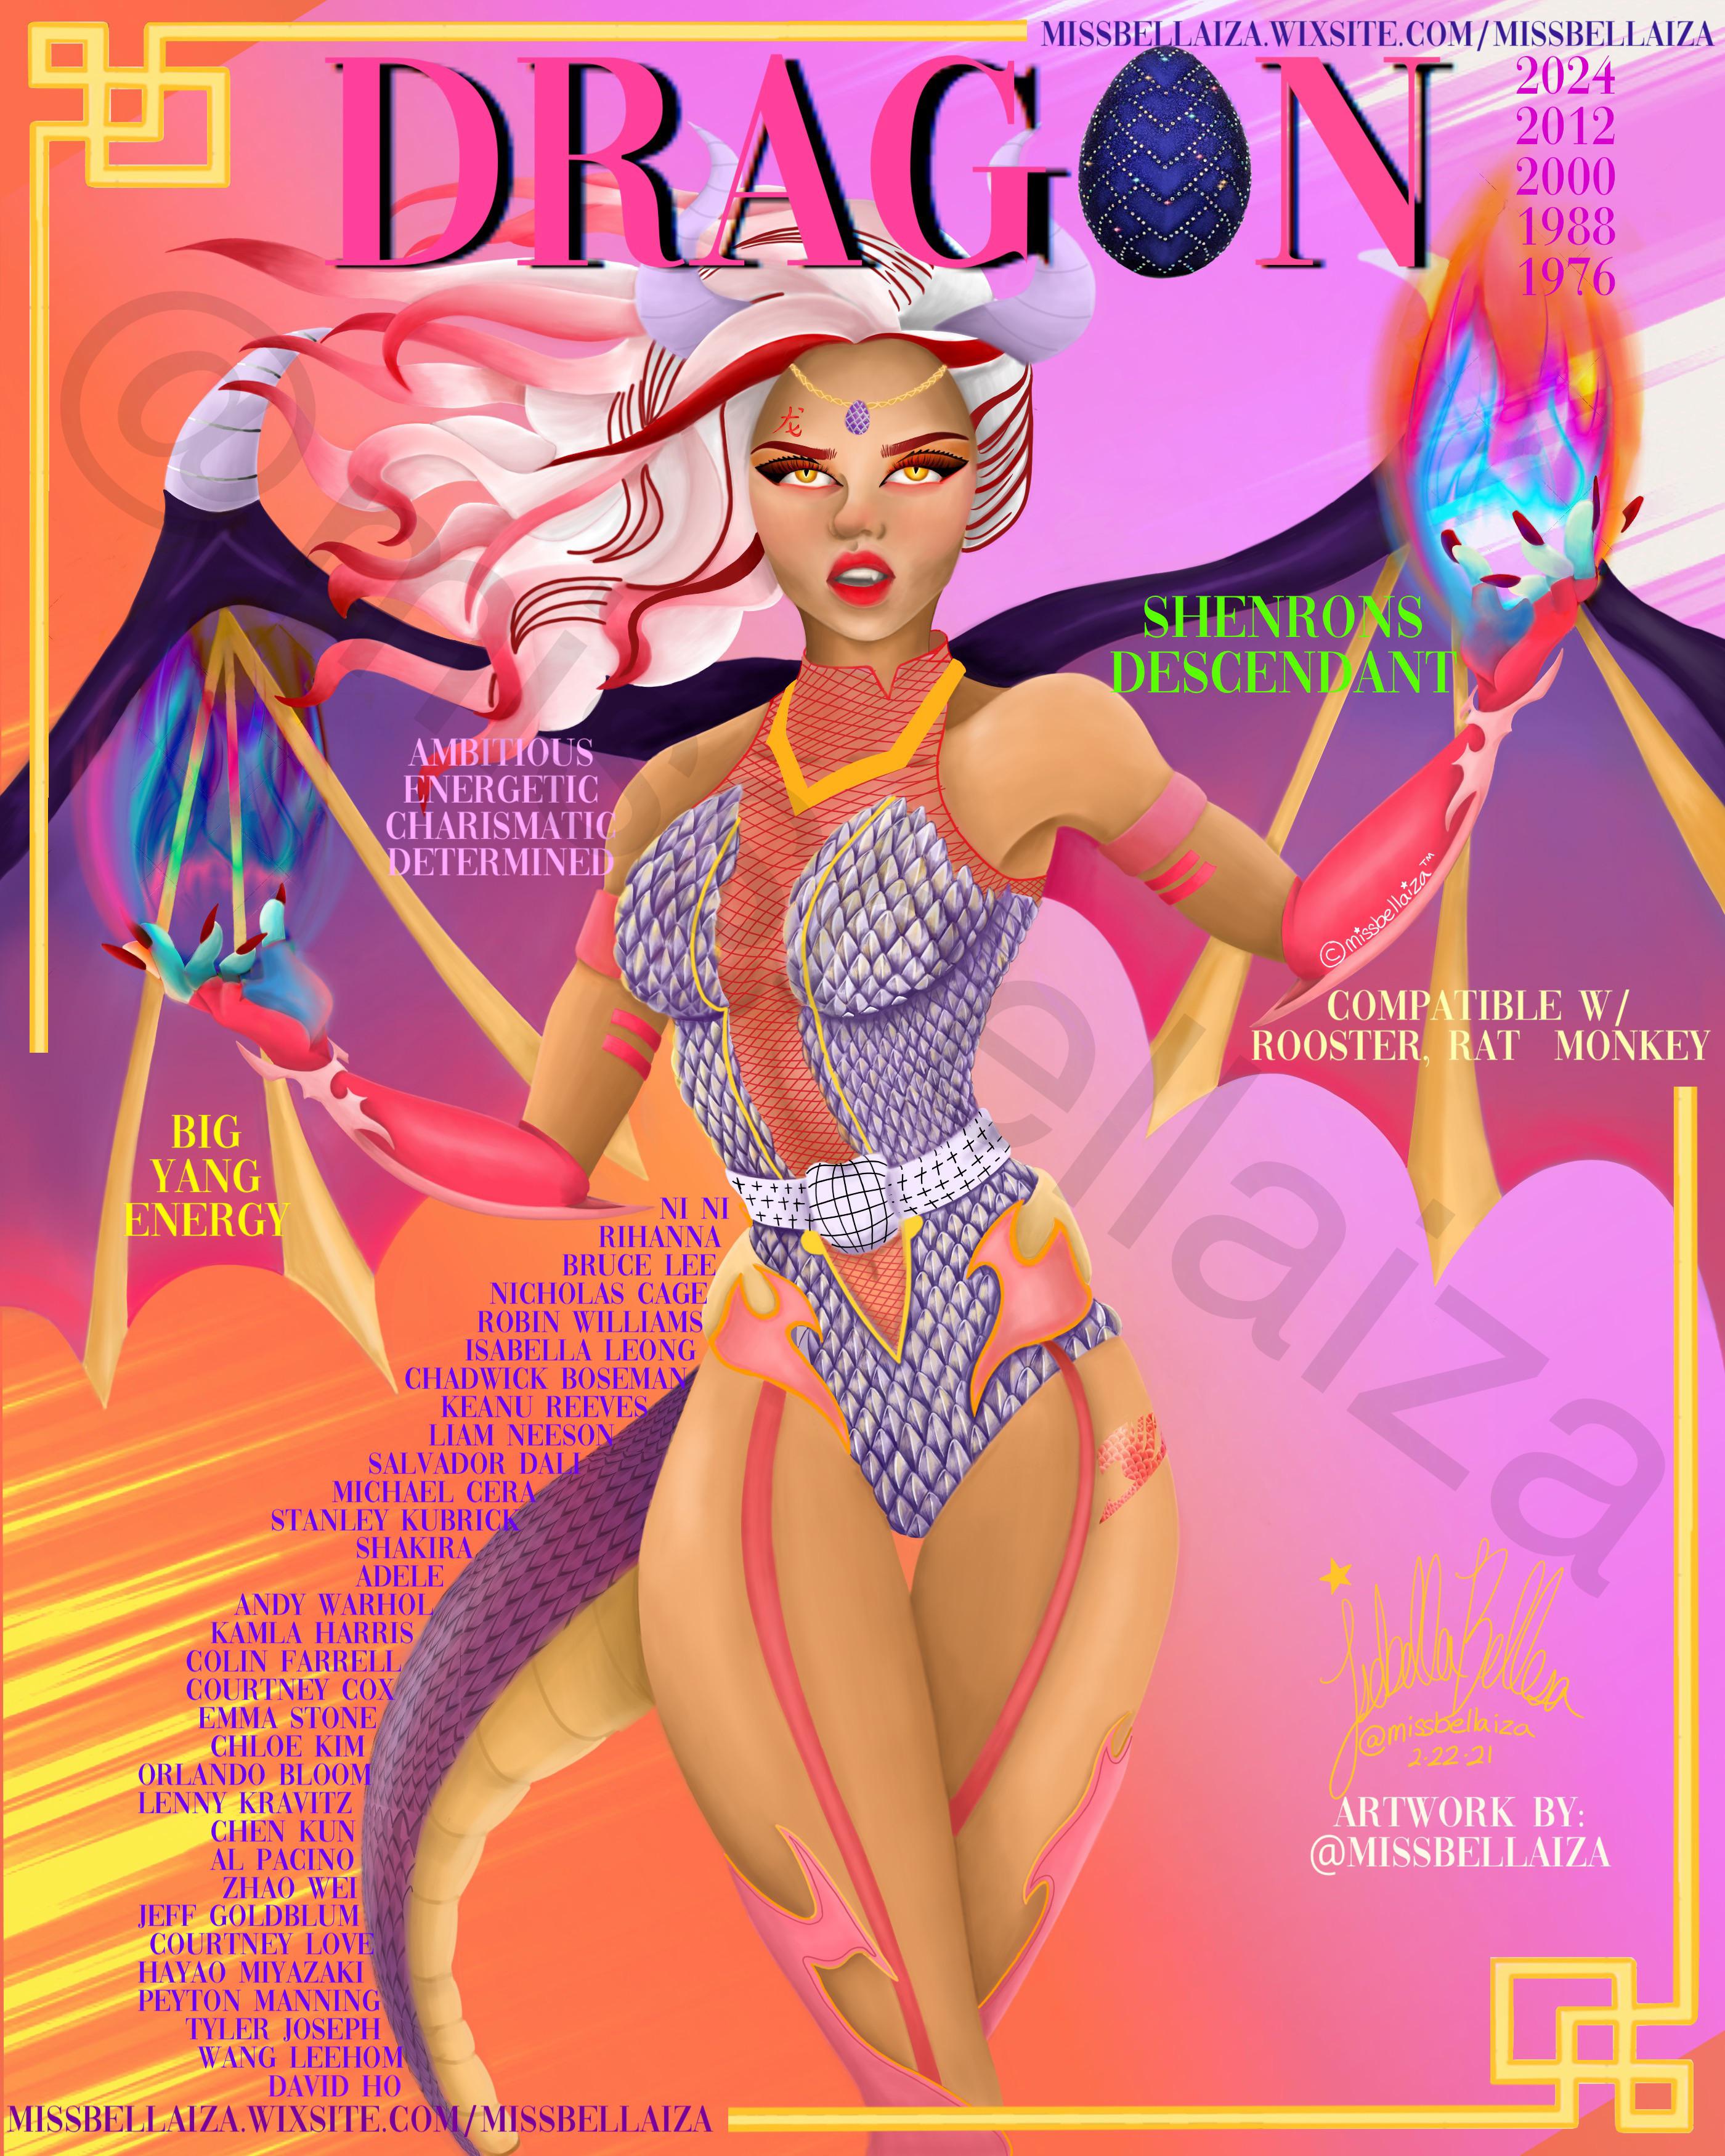 MISSBELLAIZA.WIXSITE.COM/MISSBELLAIZA
DRAGON
2024
2012
2000
1988
1976
龙
SHENRONS
DESCENDANT
AMBITIOUS
ENERGETIC
CHARISMATIC
DETERMINED
©missbellaiza™
COMPATIBLE W/
ROOSTER, RAT MONKEY
BIG
YANG
ENERGY
NI NI
RIHANNA
BRUCE LEE
NICHOLAS CAGE
ROBIN WILLIAMS
ISABELLA LEONG
CHADWICK BOSEMAN
KEANU REEVES
LIAM NEESON
SALVADOR DALI
MICHAEL CERA
STANLEY KUBRICK
SHAKIRA
ADELE
ANDY WARHOL
KAMLA HARRIS
COLIN FARRELL
COURTNEY COX
EMMA STONE
CHLOE KIM
ORLANDO BLOOM
LENNY KRAVITZ
CHEN KUN
AL PACINO
ZHAO WEI
JEFF GOLDBLUM
COURTNEY LOVE
HAYAO MIYAZAKI
PEYTON MANNING
TYLER JOSEPH
WANG LEEHOM
DAVID HO
@missbellaiza
2·22·21
ARTWORK BY:
@MISSBELLAIZA
MISSBELLAIZA.WIXSITE.COM/MISSBELLAIZA
©missbellaiza